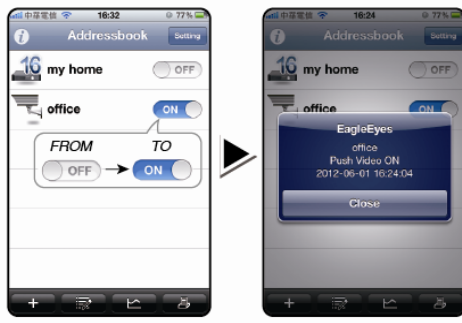 中華電信 16:32 77%
Addressbook Setting
16 my home OFF
office ON
FROM TO
OFF ON
中華電信 16:24 77%
Addressbook Setting
16 my home OFF
office ON
EagleEyes
office
Push Video ON
2012-06-01 16:24:04
Close